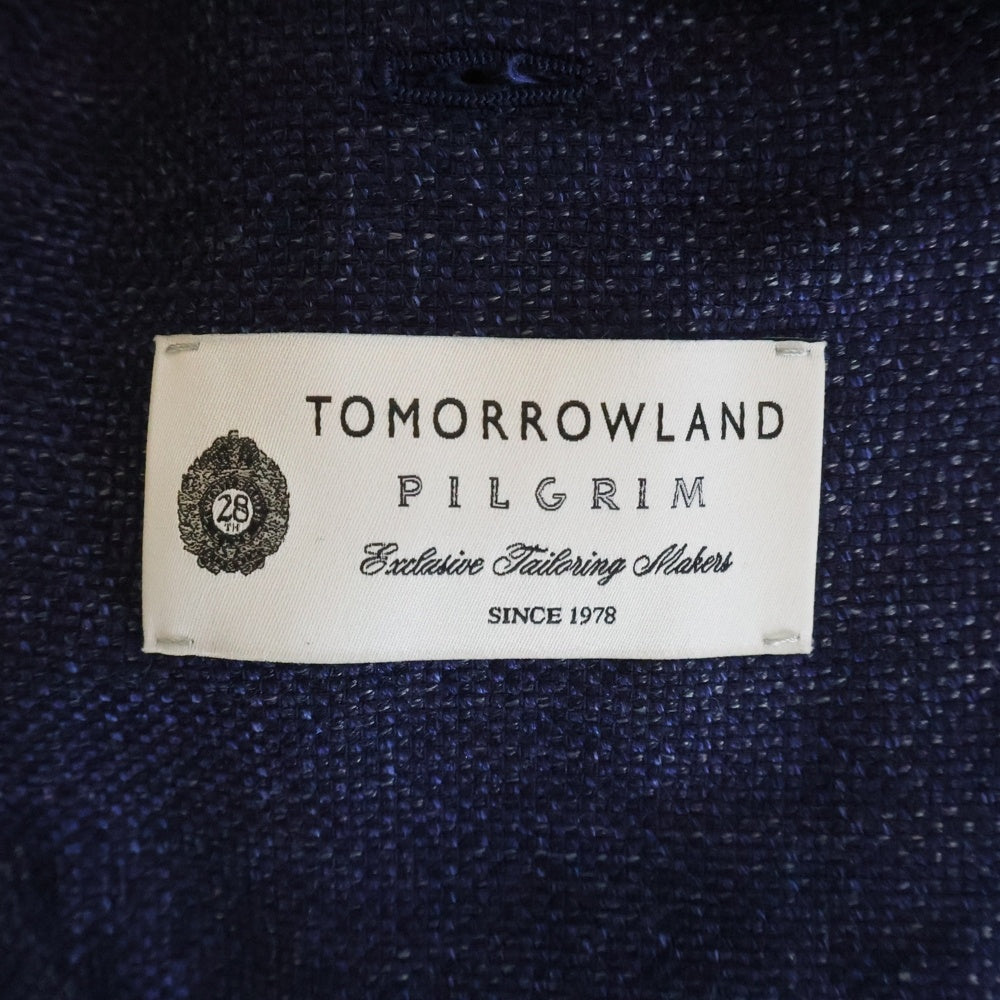 TOMORROWLAND
PILGRIM
28
TH
Exclusive Tailoring Makers
SINCE 1978